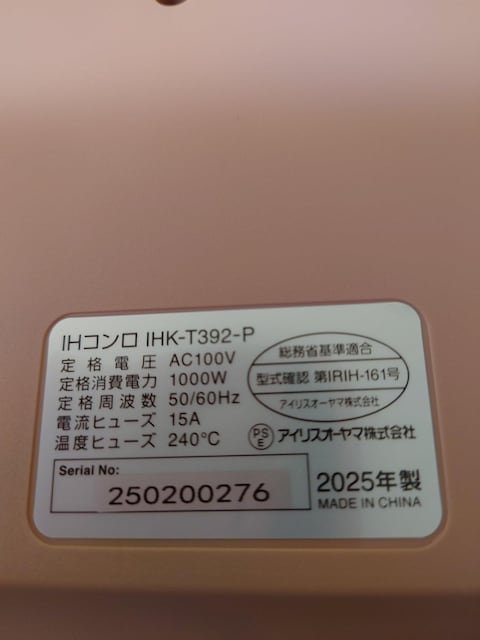 IHコンロ IHK-T392-P
定格電圧 AC100V
定格消費電力 1000W
定格周波数 50/60Hz
電流ヒューズ 15A
温度ヒューズ 240℃
総務省基準適合
型式確認 第IRIH-161号
アイリスオーヤマ株式会社
PSE アイリスオーヤマ株式会社
Serial No:
250200276
2025年製
MADE IN CHINA